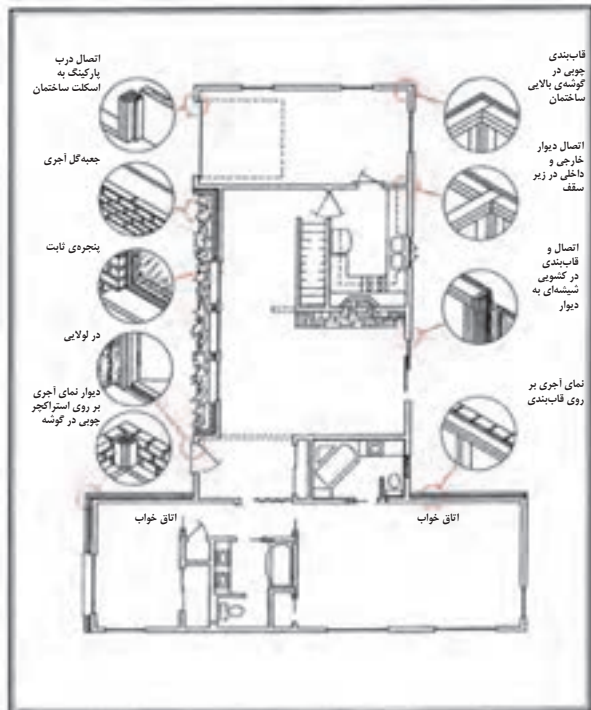 قاب‌بندی
چوبی در
گوشه‌ی بالایی
ساختمان
اتصال دیوار
خارجی و
داخلی در زیر
سقف
اتصال و
قاب‌بندی
در کشویی
شیشه‌ای به
دیوار
نمای آجری بر
روی قاب‌بندی
اتصال درب
پارکینگ به
اسکلت ساختمان
جعبه‌گل آجری
پنجره‌ی ثابت
در لولایی
دیوار نمای آجری
بر روی استراکچر
چوبی در گوشه
اتاق خواب
اتاق خواب